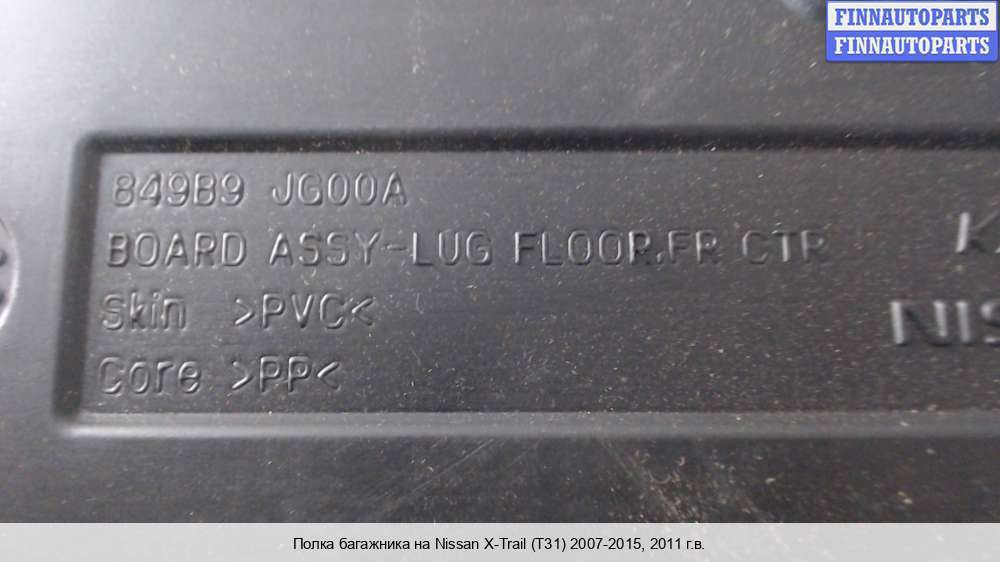 FINNAUTOPARTS
FINNAUTOPARTS
849B9 JG00A
BOARD ASSY-LUG FLOOR,FR CTR
Skin >PVC<
Core >PP<
K
NIS
Полка багажника на Nissan X-Trail (T31) 2007-2015, 2011 г.в.